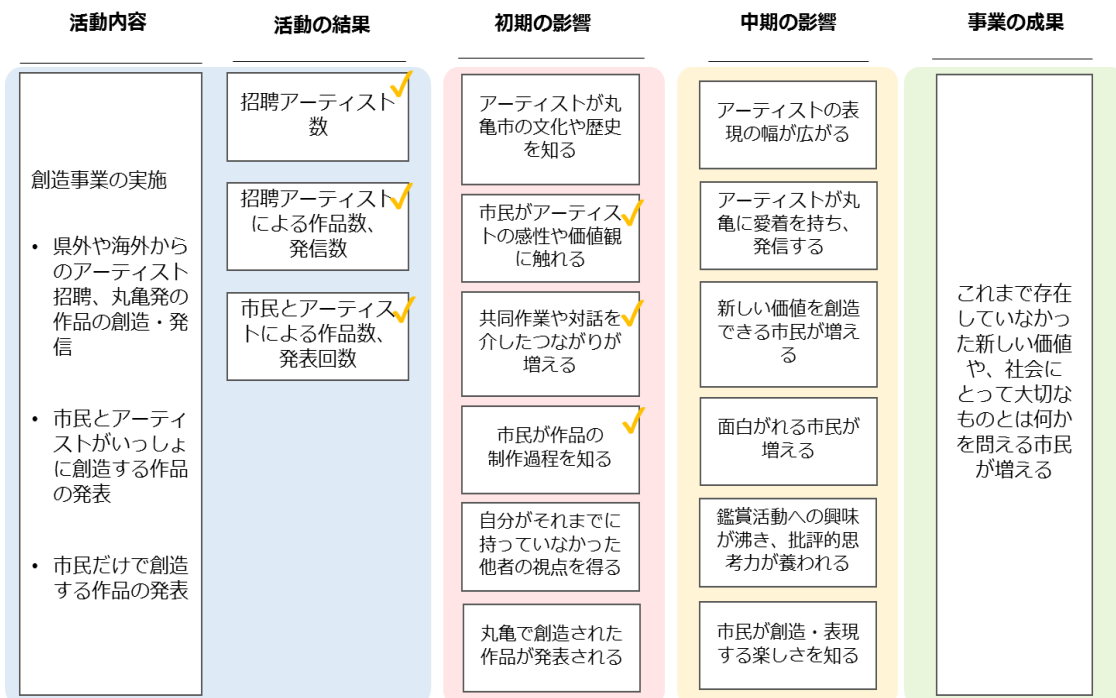 活動内容
活動の結果
初期の影響
中期の影響
事業の成果
創造事業の実施
• 県外や海外から
のアーティスト
招聘、丸亀発の
作品の創造・発
信
• 市民とアーティ
ストがいっしょ
に創造する作品
の発表
• 市民だけで創造
する作品の発表
招聘アーティスト
数
招聘アーティスト
による作品数、
発信数
市民とアーティス
トによる作品数、
発表回数
アーティストが丸
亀市の文化や歴史
を知る
市民がアーティス
トの感性や価値観
に触れる
共同作業や対話を
介したつながりが
増える
市民が作品の
制作過程を知る
自分がそれまでに
持っていなかった
他者の視点を得る
丸亀で創造された
作品が発表される
アーティストの表
現の幅が広がる
アーティストが丸
亀に愛着を持ち、
発信する
新しい価値を創造
できる市民が増え
る
面白がれる市民が
増える
鑑賞活動への興味
が沸き、批評的思
考力が養われる
市民が創造・表現
する楽しさを知る
これまで存在
していなかっ
た新しい価値
や、社会に
とって大切な
ものとは何か
を問える市民
が増える